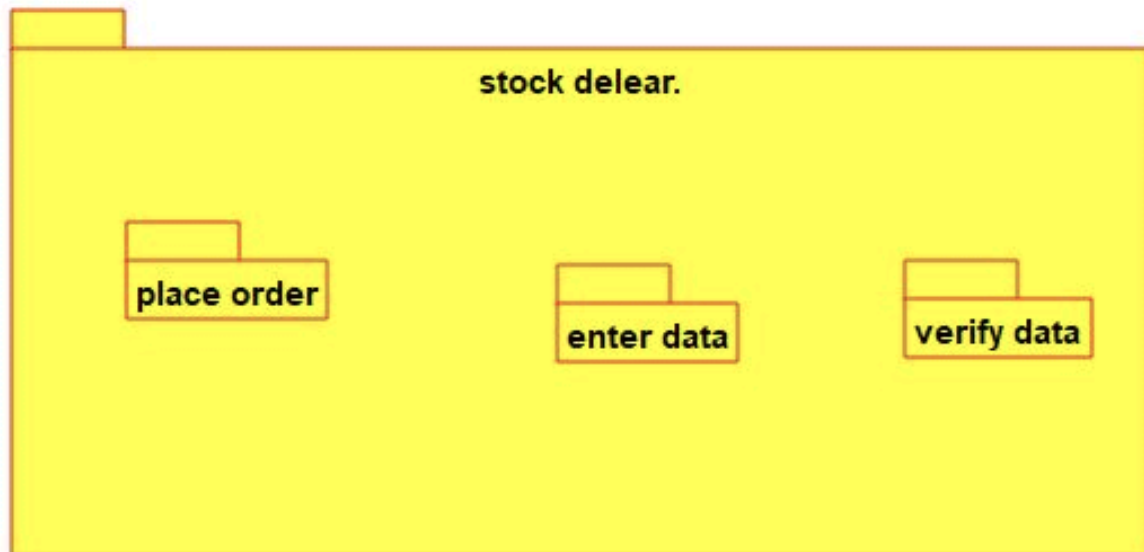 stock delear.
place order
enter data
verify data